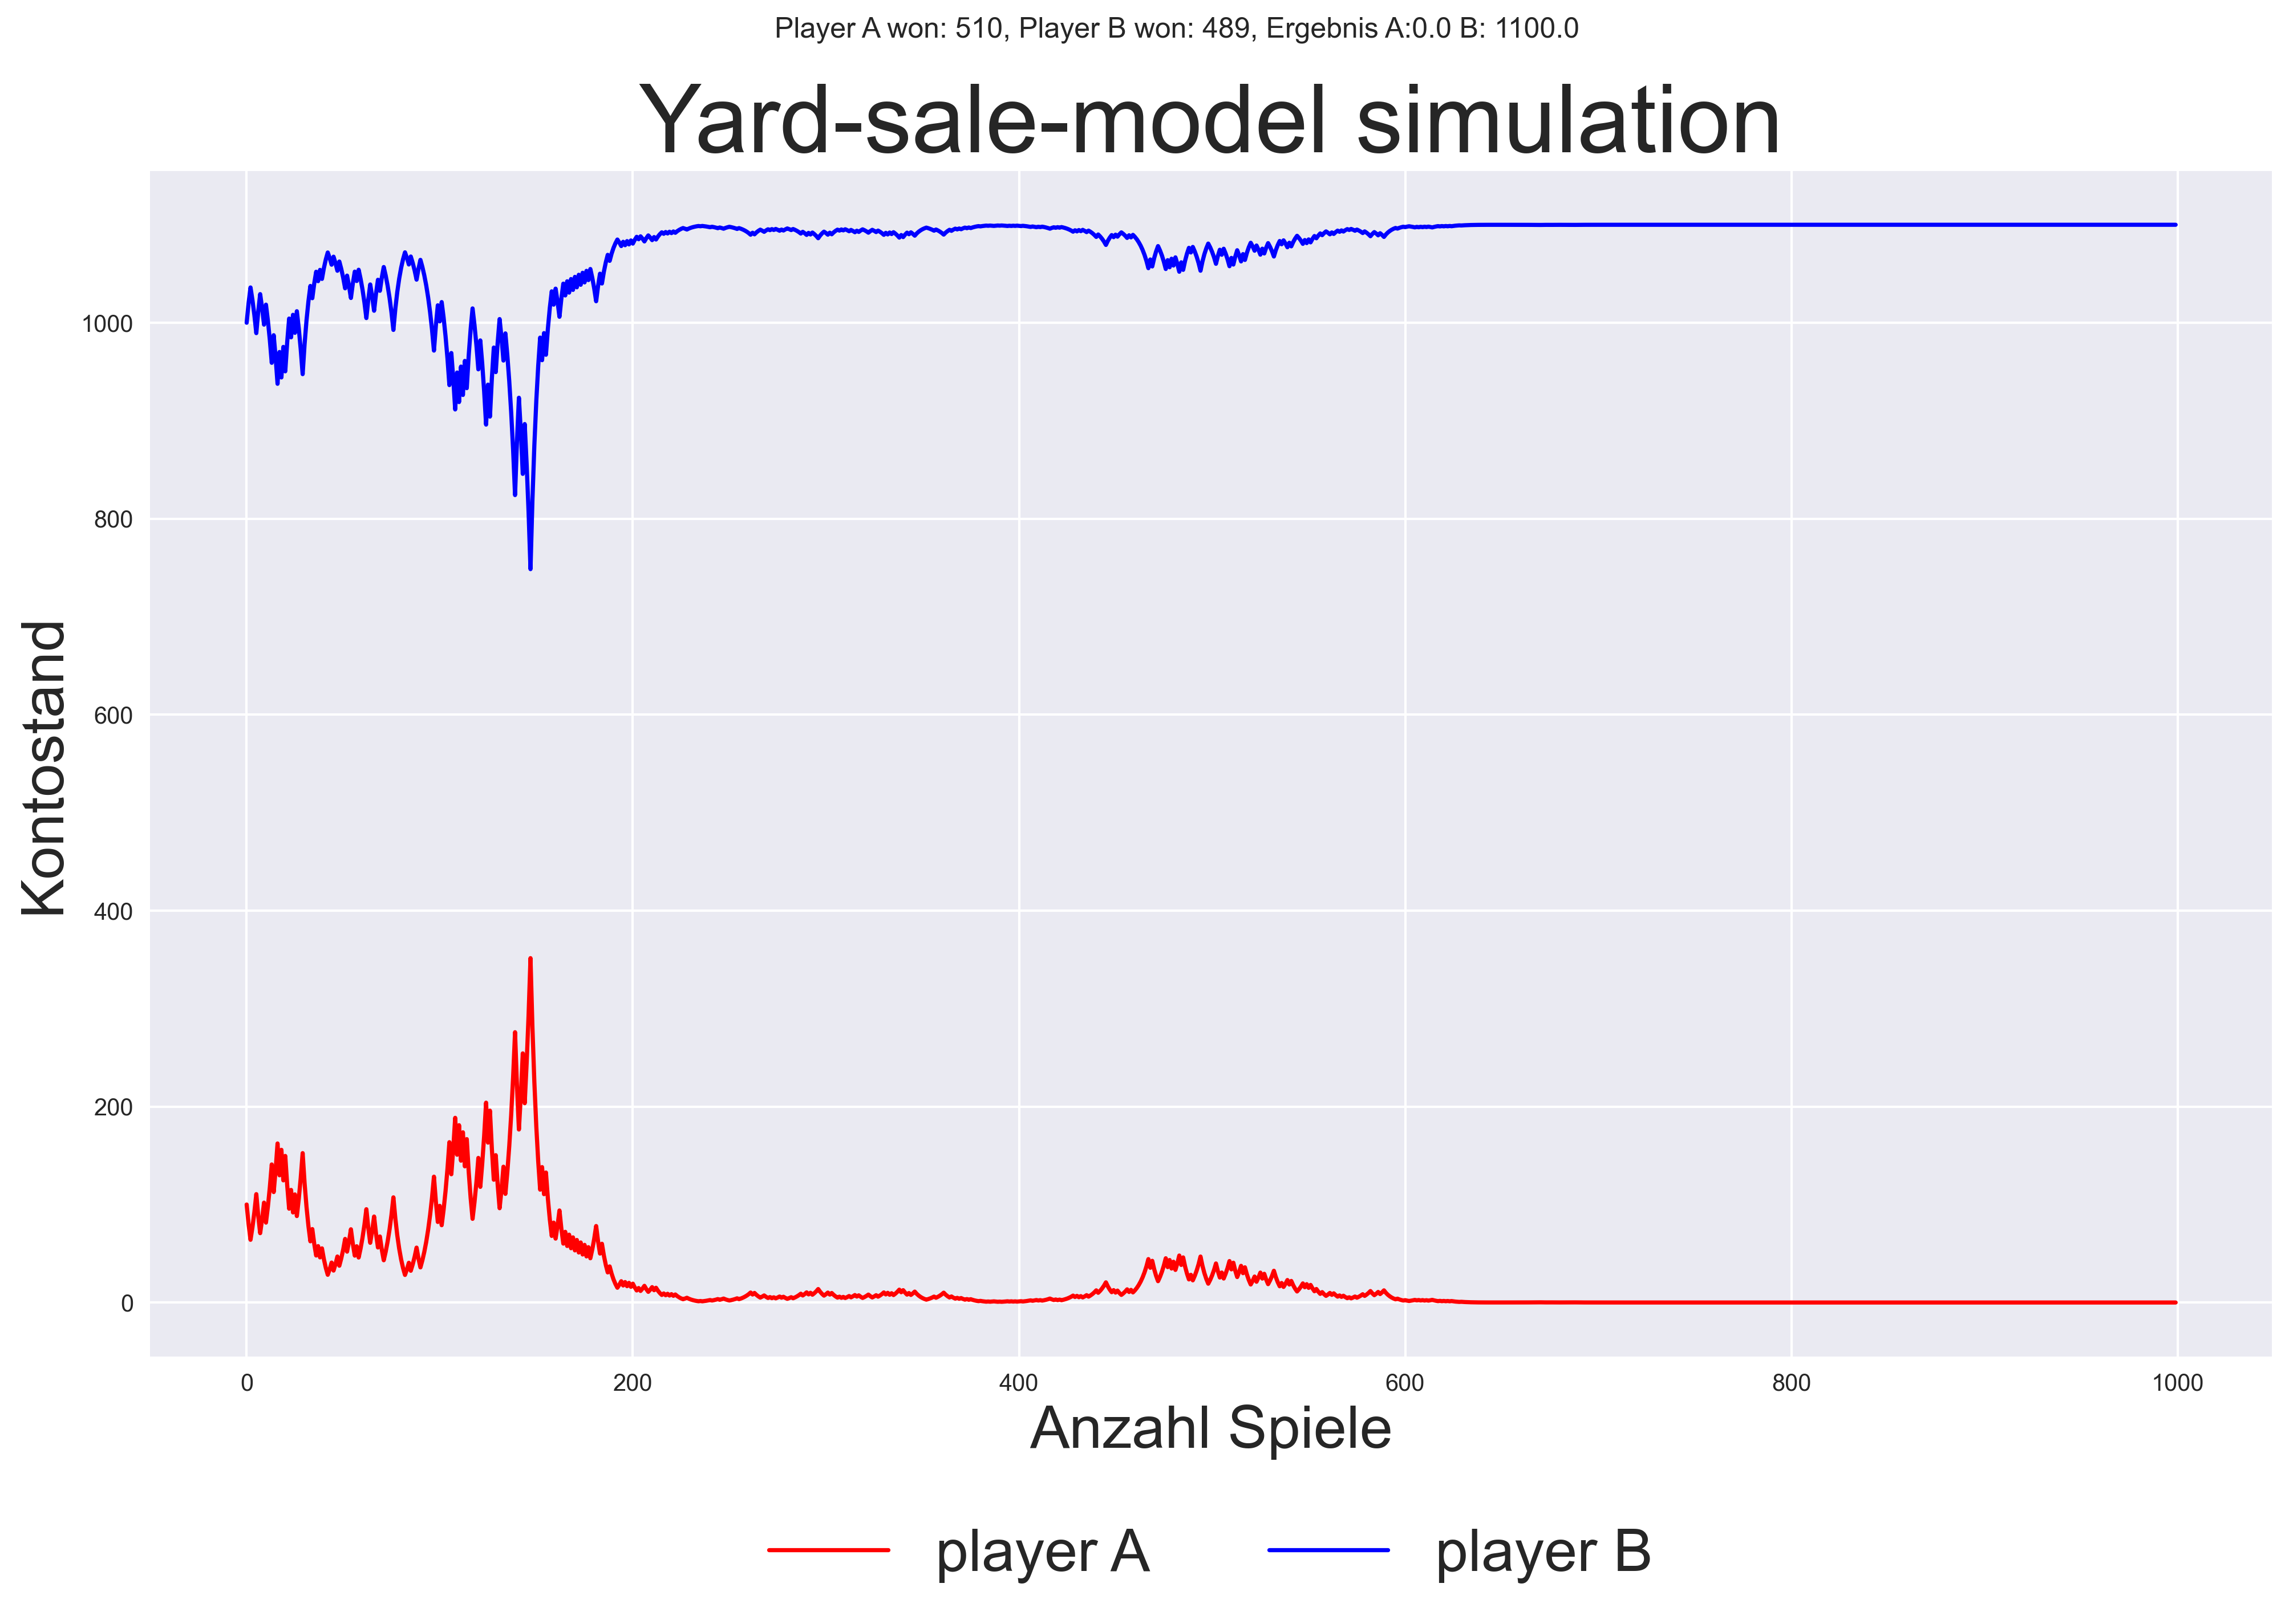 Player A won: 510, Player B won: 489, Ergebnis A:0.0 B: 1100.0
Yard-sale-model simulation
Kontostand
1000
800
600
400
200
0
0 200 400 600 800 1000
Anzahl Spiele
player A player B